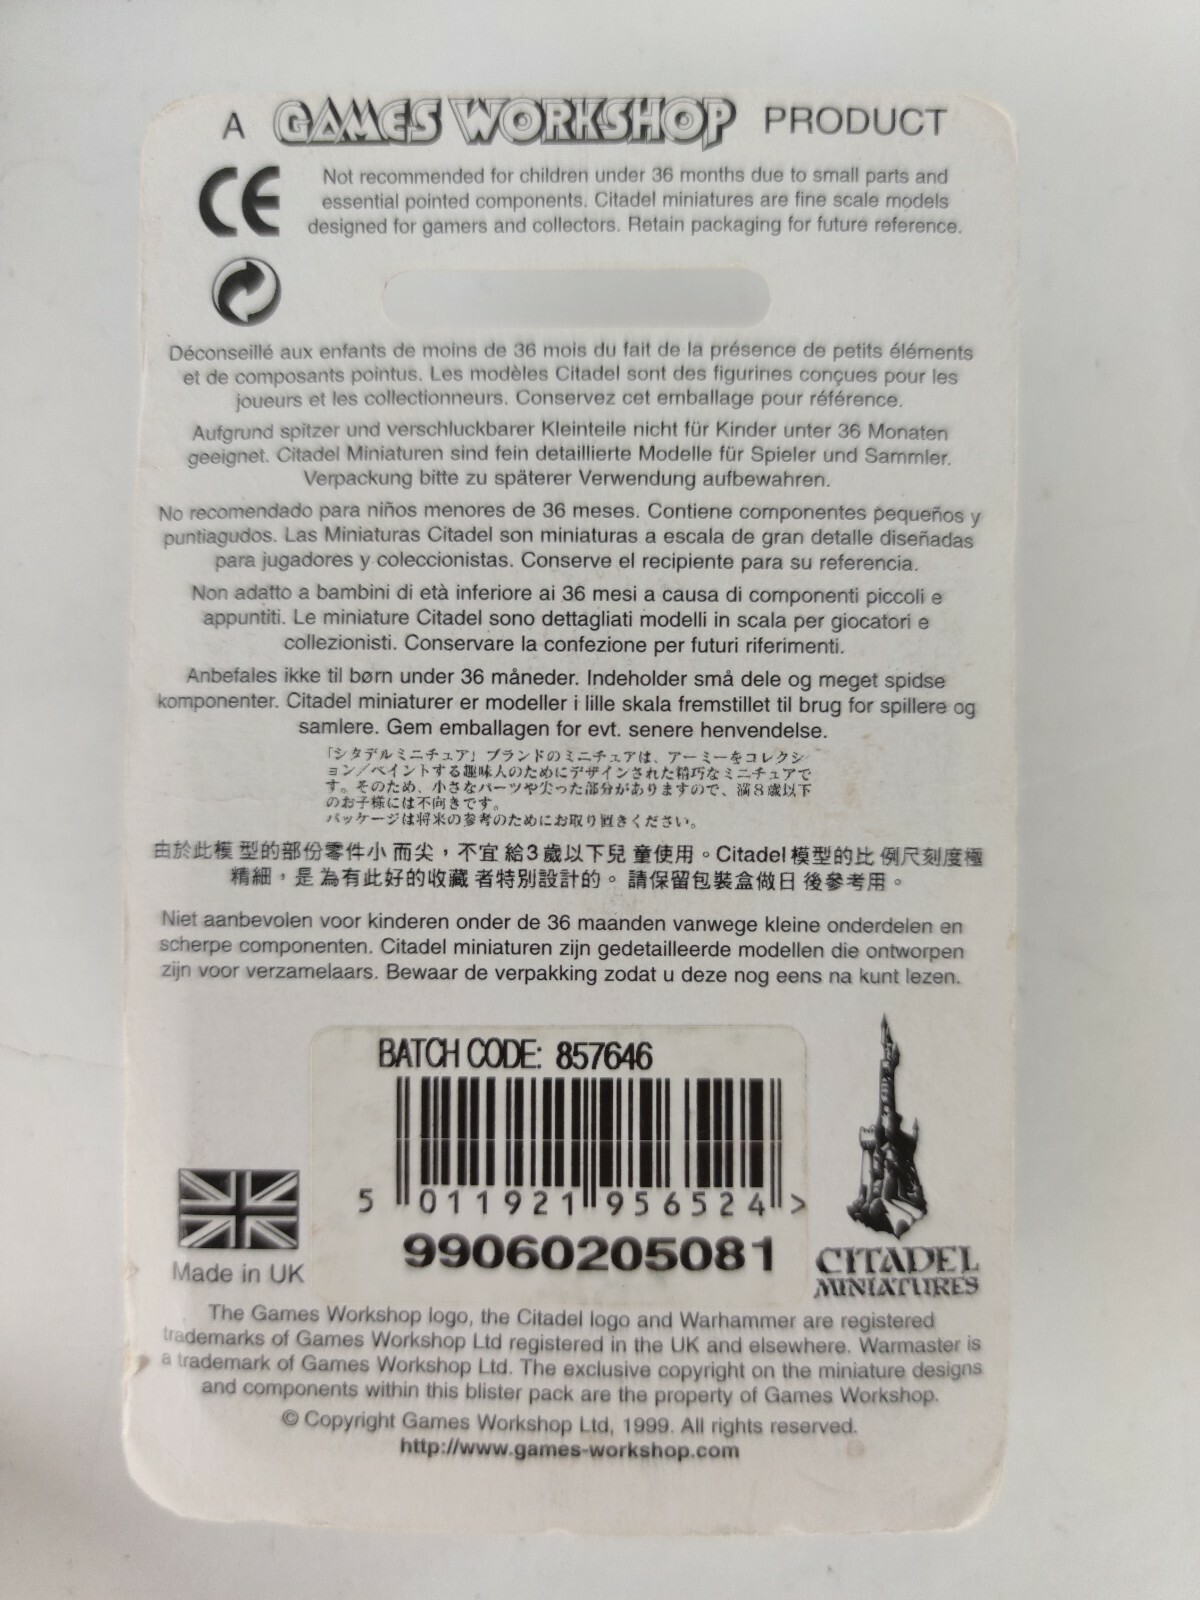 A GAMES WORKSHOP PRODUCT
CE
Not recommended for children under 36 months due to small parts and
essential pointed components. Citadel miniatures are fine scale models
designed for gamers and collectors. Retain packaging for future reference.
Déconseillé aux enfants de moins de 36 mois du fait de la présence de petits éléments
et de composants pointus. Les modèles Citadel sont des figurines conçues pour les
joueurs et les collectionneurs. Conservez cet emballage pour référence.
Aufgrund spitzer und verschluckbarer Kleinteile nicht für Kinder unter 36 Monaten
geeignet. Citadel Miniaturen sind fein detaillierte Modelle für Spieler und Sammler.
Verpackung bitte zu späterer Verwendung aufbewahren.
No recomendado para niños menores de 36 meses. Contiene componentes pequeños y
puntiagudos. Las Miniaturas Citadel son miniaturas a escala de gran detalle diseñadas
para jugadores y coleccionistas. Conserve el recipiente para su referencia.
Non adatto a bambini di età inferiore ai 36 mesi a causa di componenti piccoli e
appuntiti. Le miniature Citadel sono dettagliati modelli in scala per giocatori e
collezionisti. Conservare la confezione per futuri riferimenti.
Anbefales ikke til børn under 36 måneder. Indeholder små dele og meget spidse
komponenter. Citadel miniaturer er modeller i lille skala fremstillet til brug for spillere og
samlere. Gem emballagen for evt. senere henvendelse.
「シタデルミニチュア」ブランドのミニチュアは、アーミーをコレクシ
ョン／ペイントする趣味人のためにデザインされた精巧なミニチュアで
す。そのため、小さなパーツや尖った部分がありますので、満８歳以下
のお子様には不向きです。
パッケージは将来の参考のためにお取り置きください。
由於此模 型的部份零件小 而尖，不宜 給3歲以下兒 童使用。Citadel 模型的比 例尺刻度極
精細，是 為有此好的收藏 者特別設計的。 請保留包裝盒做日 後參考用。
Niet aanbevolen voor kinderen onder de 36 maanden vanwege kleine onderdelen en
scherpe componenten. Citadel miniaturen zijn gedetailleerde modellen die ontworpen
zijn voor verzamelaars. Bewaar de verpakking zodat u deze nog eens na kunt lezen.
BATCH CODE: 857646
5 011921 956524 >
99060205081
Made in UK
CITADEL
MINIATURES
The Games Workshop logo, the Citadel logo and Warhammer are registered
trademarks of Games Workshop Ltd registered in the UK and elsewhere. Warmaster is
a trademark of Games Workshop Ltd. The exclusive copyright on the miniature designs
and components within this blister pack are the property of Games Workshop.
© Copyright Games Workshop Ltd, 1999. All rights reserved.
http://www.games-workshop.com